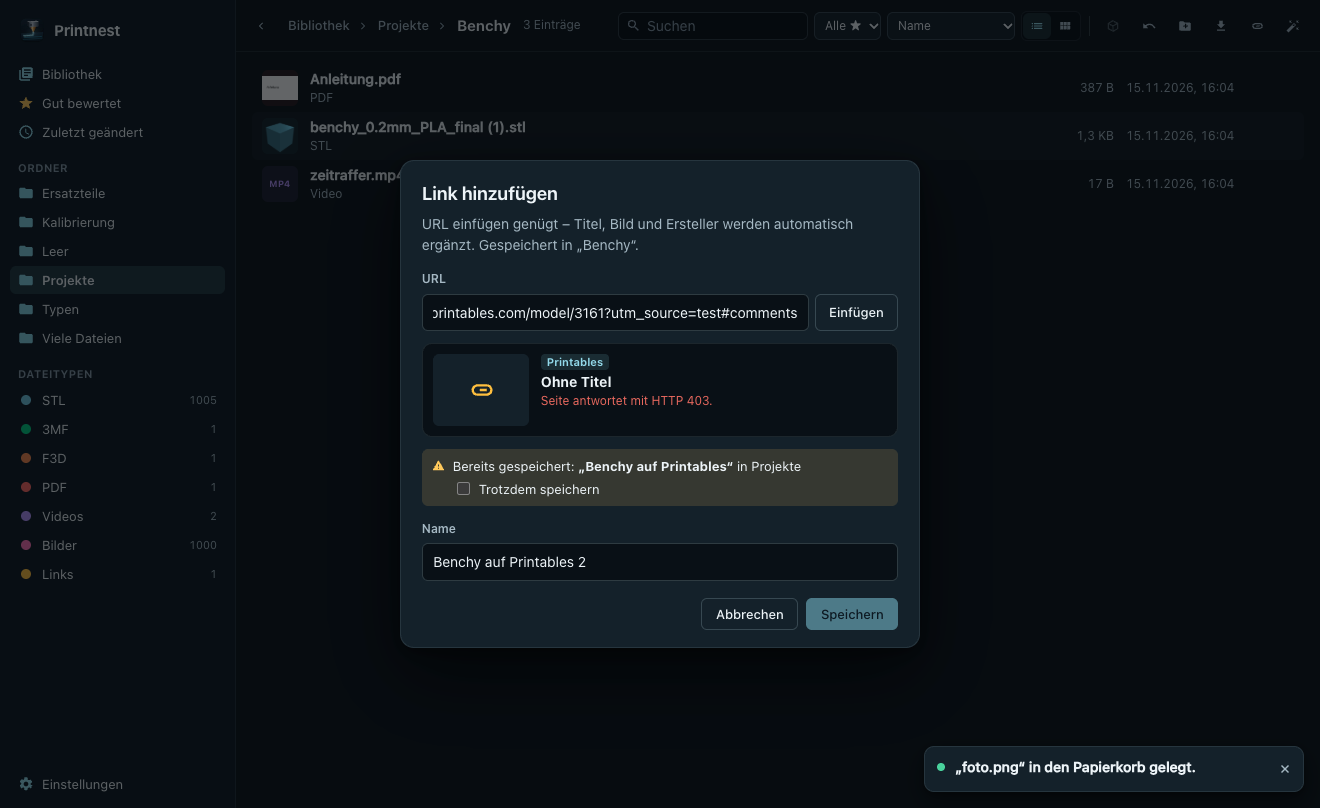 Printnest
Bibliothek
Gut bewertet
Zuletzt geändert
ORDNER
Ersatzteile
Kalibrierung
Leer
Projekte
Typen
Viele Dateien
DATEITYPEN
STL 1005
3MF 1
F3D 1
PDF 1
Videos 2
Bilder 1000
Links 1
Einstellungen
Bibliothek Projekte Benchy 3 Einträge Suchen Alle ★ Name
Anleitung.pdf 387 B 15.11.2026, 16:04
PDF
benchy_0.2mm_PLA_final (1).stl 1,3 KB 15.11.2026, 16:04
STL
MP4 zeitraffer.mp4 17 B 15.11.2026, 16:04
Video
Link hinzufügen
URL einfügen genügt – Titel, Bild und Ersteller werden automatisch
ergänzt. Gespeichert in „Benchy“.
URL
printables.com/model/3161?utm_source=test#comments Einfügen
Printables
Ohne Titel
Seite antwortet mit HTTP 403.
Bereits gespeichert: „Benchy auf Printables“ in Projekte
Trotzdem speichern
Name
Benchy auf Printables 2
Abbrechen Speichern
„foto.png“ in den Papierkorb gelegt.